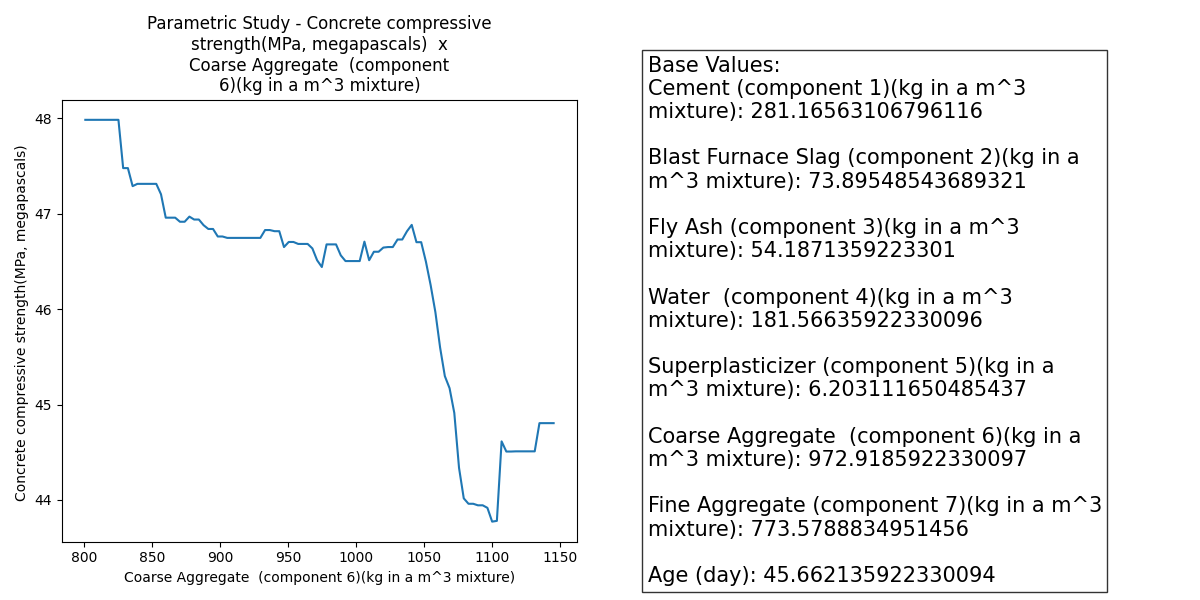 Parametric Study - Concrete compressive
strength(MPa, megapascals)  x
Coarse Aggregate  (component
6)(kg in a m^3 mixture)
Concrete compressive strength(MPa, megapascals)
48
47
46
45
44
800 850 900 950 1000 1050 1100 1150
Coarse Aggregate  (component 6)(kg in a m^3 mixture)
Base Values:
Cement (component 1)(kg in a m^3
mixture): 281.16563106796116
Blast Furnace Slag (component 2)(kg in a
m^3 mixture): 73.89548543689321
Fly Ash (component 3)(kg in a m^3
mixture): 54.1871359223301
Water  (component 4)(kg in a m^3
mixture): 181.56635922330096
Superplasticizer (component 5)(kg in a
m^3 mixture): 6.203111650485437
Coarse Aggregate  (component 6)(kg in a
m^3 mixture): 972.9185922330097
Fine Aggregate (component 7)(kg in a m^3
mixture): 773.5788834951456
Age (day): 45.662135922330094